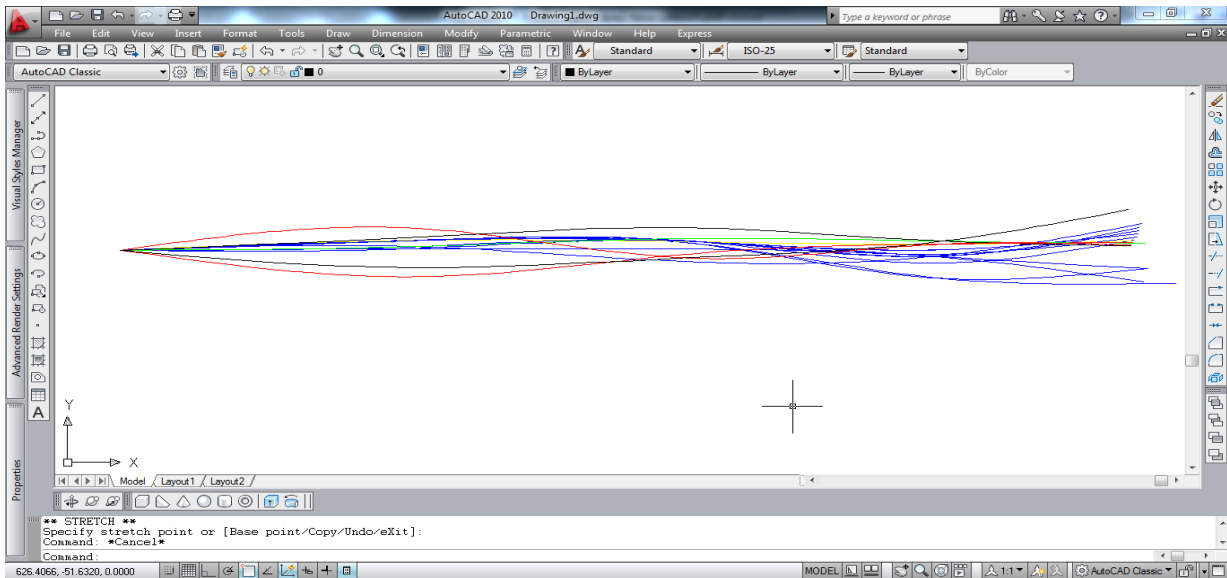 AutoCAD 2010 Drawing1.dwg
Type a keyword or phrase
File Edit View Insert Format Tools Draw Dimension Modify Parametric Window Help Express
Standard ISO-25 Standard
AutoCAD Classic 0 ByLayer ByLayer ByLayer ByColor
Visual Styles Manager
Advanced Render Settings
Properties
A
Y
X
Model Layout1 Layout2
** STRETCH **
Specify stretch point or [Base point/Copy/Undo/eXit]:
Command: *Cancel*
Command:
626.4066, -51.6320, 0.0000 MODEL 1:1 AutoCAD Classic